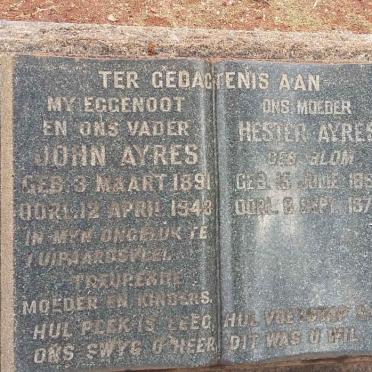 TER GEDAGTENIS AAN
MY EGGENOOT
EN ONS VADER
JOHN AYRES
GEB. 3 MAART 1891
OORL. 12 APRIL 1943
IN MYN ONGELUK TE
LUIPAARDSVLEI
TREURENDE
MOEDER EN KINDERS.
HUL PLEK IS LEEG,
ONS SWYG O HEER
ONS MOEDER
HESTER AYRES
GEB. BLOM
GEB. 15 JUNIE
OORL. 8 SEPT.
HUL
DIT WAS U WIL